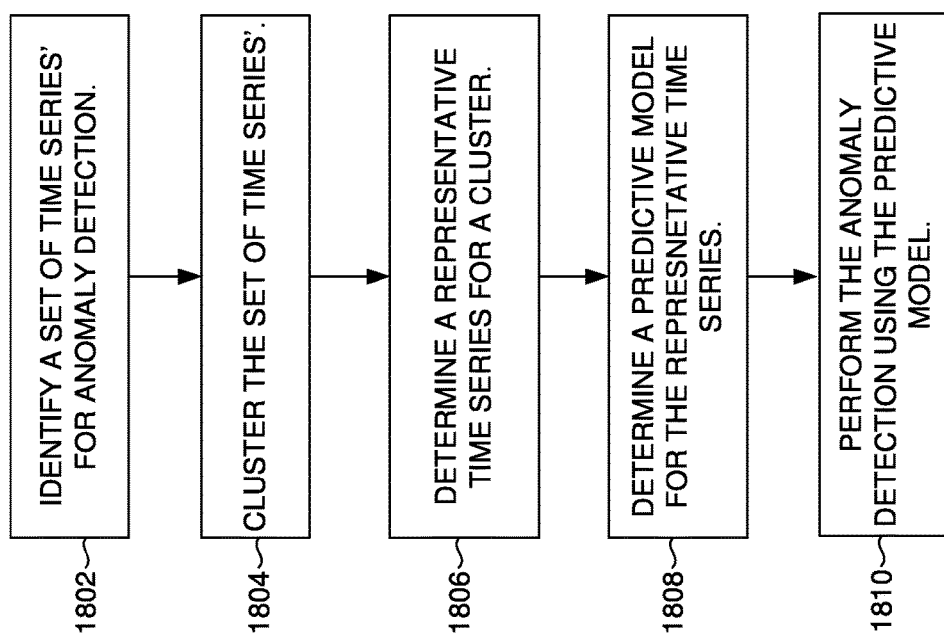 1802
IDENTIFY A SET OF TIME SERIES'
FOR ANOMALY DETECTION.
1804
CLUSTER THE SET OF TIME SERIES'.
1806
DETERMINE A REPRESENTATIVE
TIME SERIES FOR A CLUSTER.
1808
DETERMINE A PREDICTIVE MODEL
FOR THE REPRESNETATIVE TIME
SERIES.
1810
PERFORM THE ANOMALY
DETECTION USING THE PREDICTIVE
MODEL.